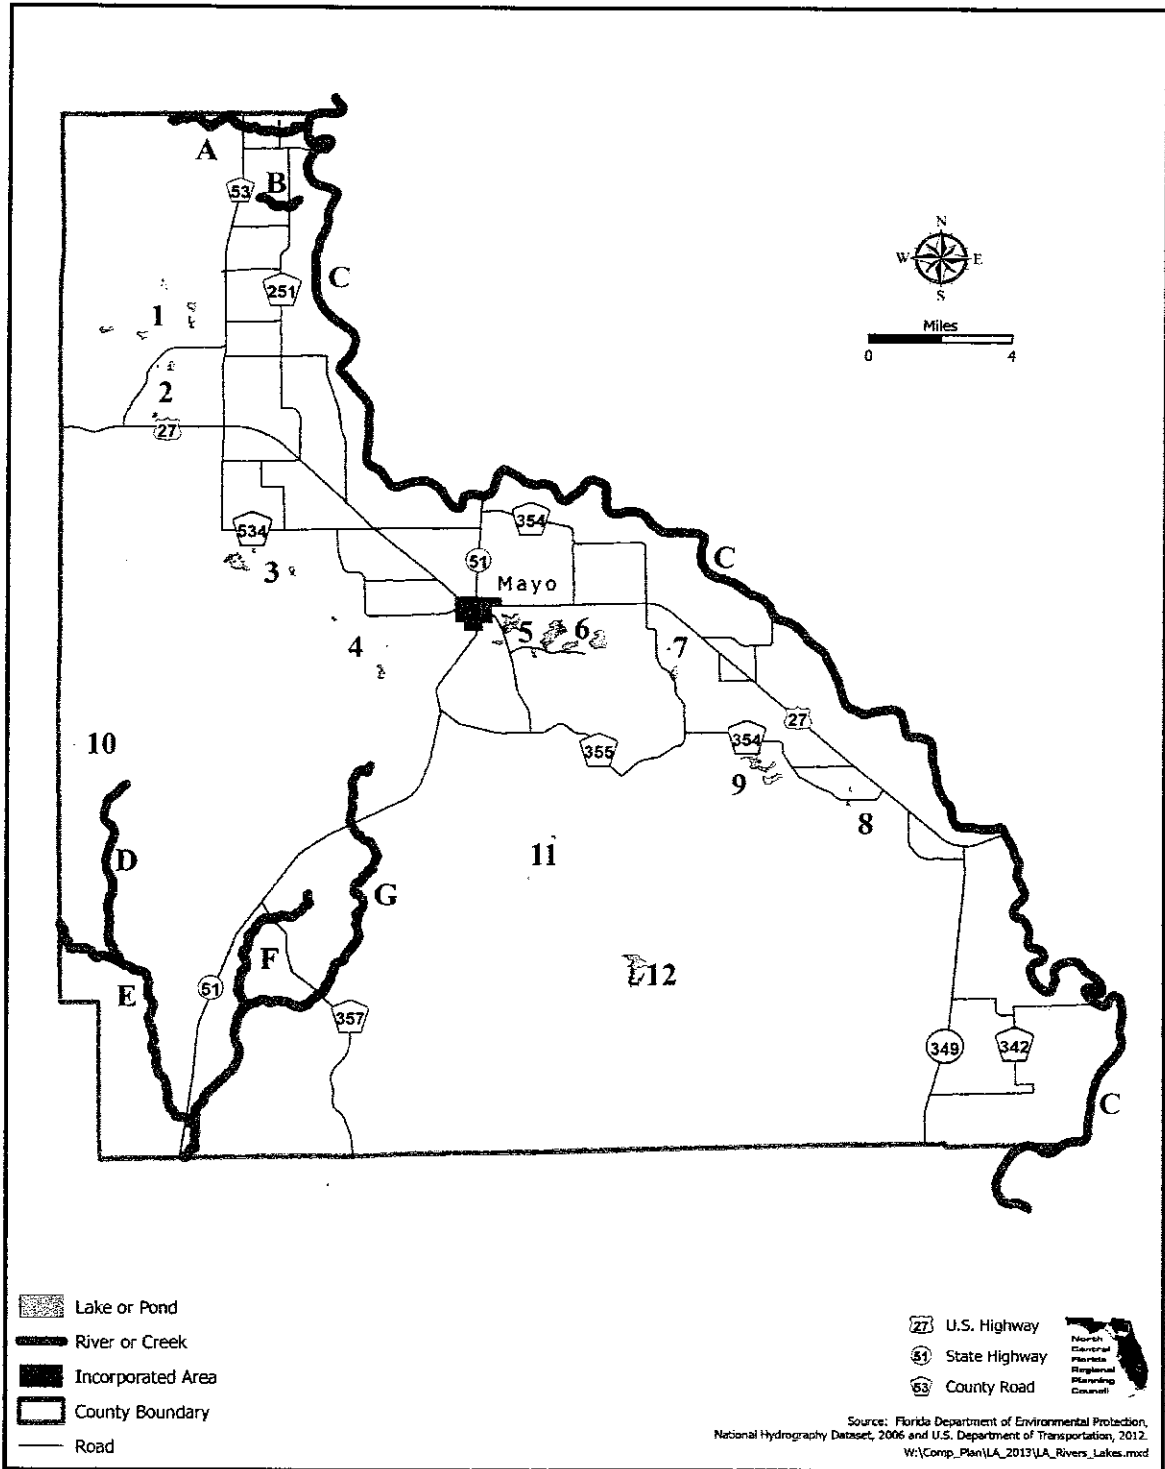 A
53
B
N
W E
S
C
251
1
Miles
0 4
2
27
354
534
51
C
3
Mayo
5 6
4
7
27
10
354
355
9
8
D
11
G
F
12
E
51
357
349
342
C
Lake or Pond
River or Creek
Incorporated Area
County Boundary
Road
27 U.S. Highway
51 State Highway
53 County Road
North
Central
Florida
Regional
Planning
Council
Source: Florida Department of Environmental Protection,
National Hydrography Dataset, 2006 and U.S. Department of Transportation, 2012.
W:\Comp_Plan\LA_2013\LA_Rivers_Lakes.mxd